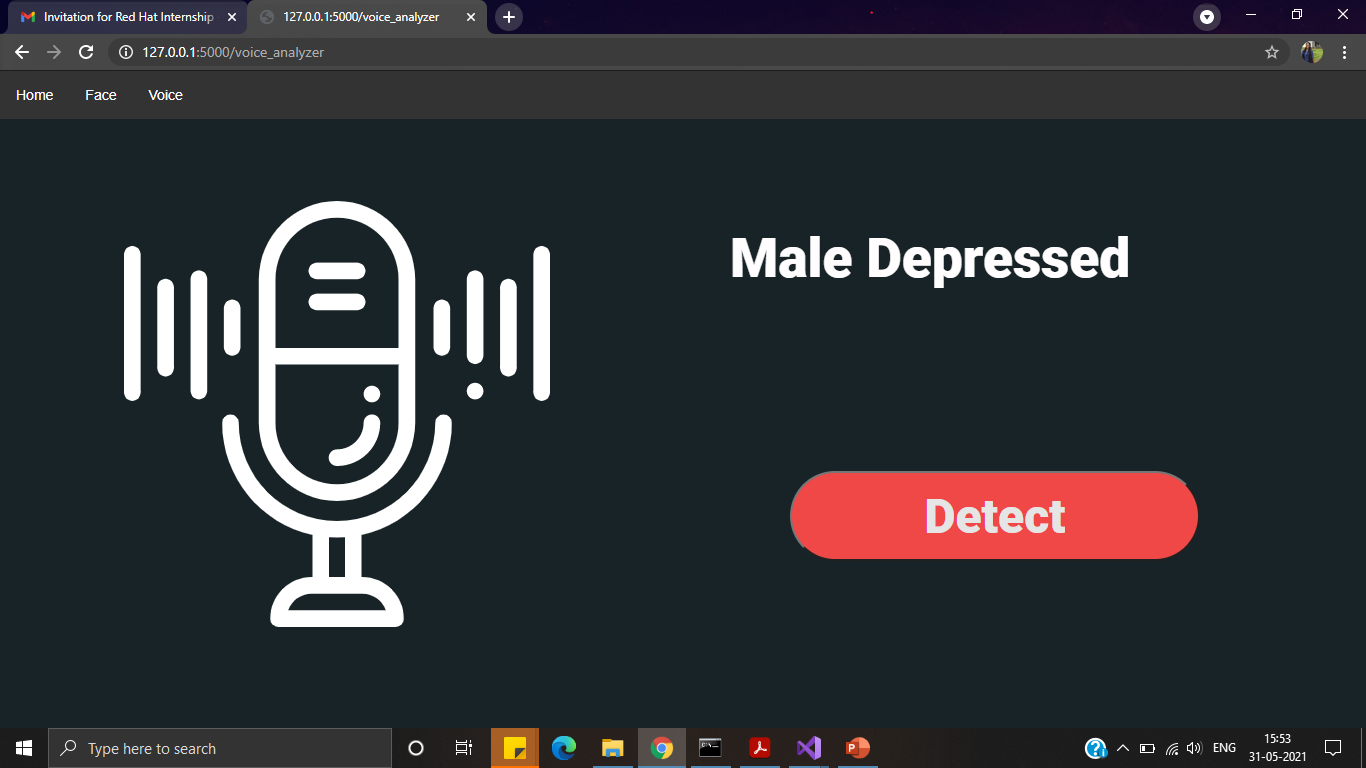 Invitation for Red Hat Internship
127.0.0.1:5000/voice_analyzer
127.0.0.1:5000/voice_analyzer
Home Face Voice
Male Depressed
Detect
Type here to search
ENG
15:53
31-05-2021